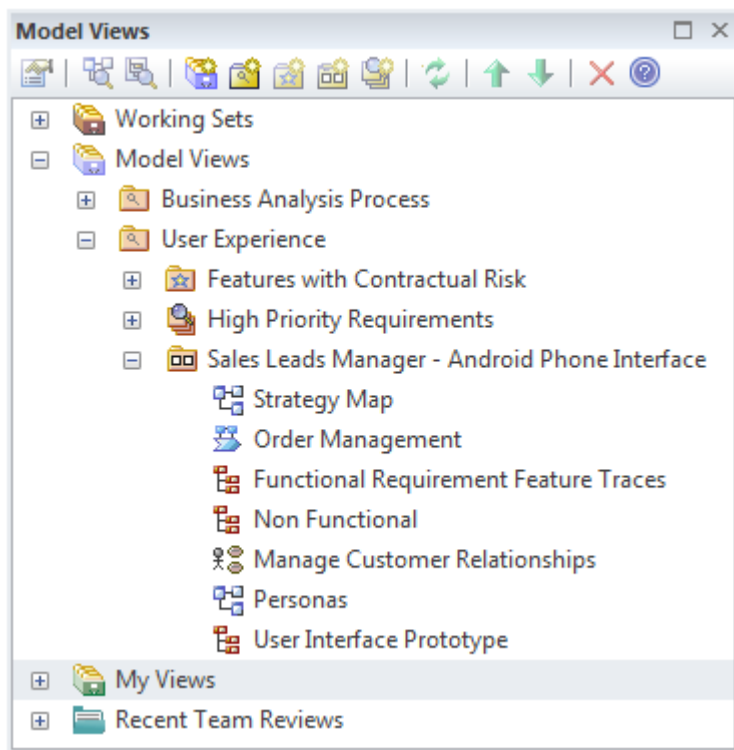 Model Views
Working Sets
Model Views
Business Analysis Process
User Experience
Features with Contractual Risk
High Priority Requirements
Sales Leads Manager - Android Phone Interface
Strategy Map
Order Management
Functional Requirement Feature Traces
Non Functional
Manage Customer Relationships
Personas
User Interface Prototype
My Views
Recent Team Reviews